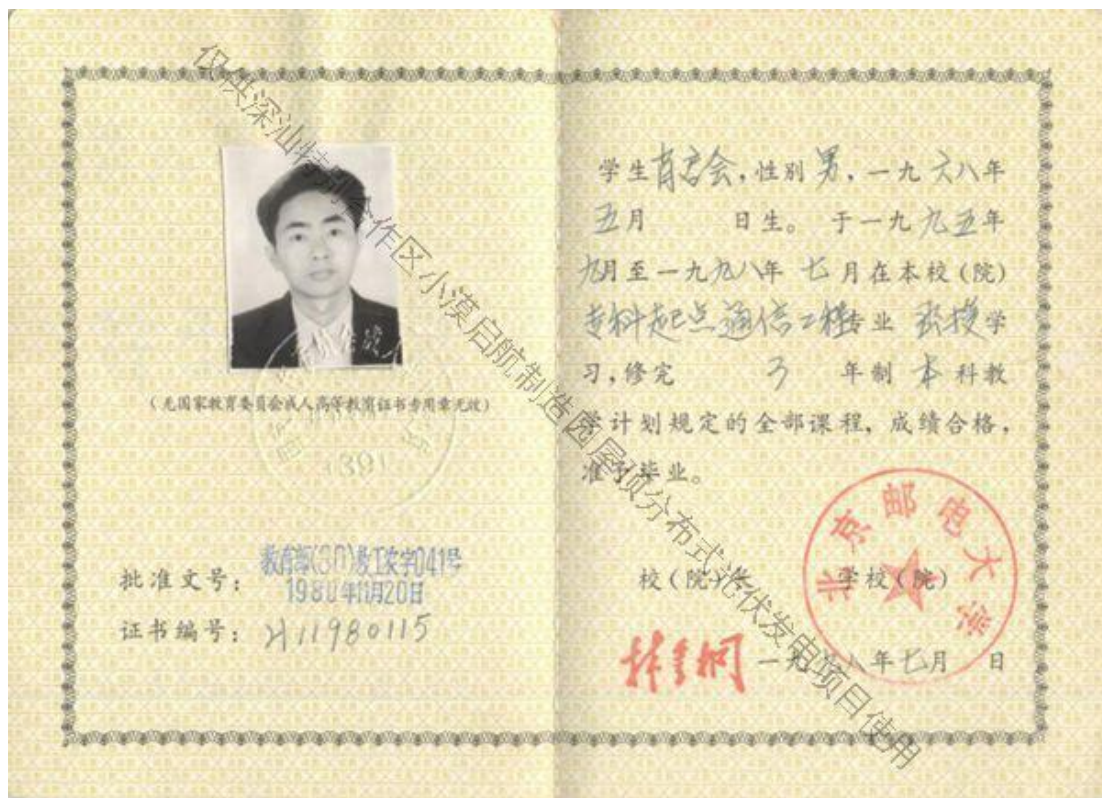 (无国家教育委员会成人高等教育证书专用章无效)
批准文号: 教育部(80)教工农字041号
1980年11月20日
证书编号: 11980115
学生肖会,性别男,一九六八年
五月 日生。于一九九五年
九月至一九九八年 七月在本校(院)
专科起点通信工程专业 函授学
习,修完 3 年制 本科教
学计划规定的全部课程,成绩合格,
准予毕业。
校(院)长 学校(院)
北京邮电大学
一九九八年七月 日
仅供深汕特别合作区小漠启航制造园屋顶分布式光伏发电项目使用